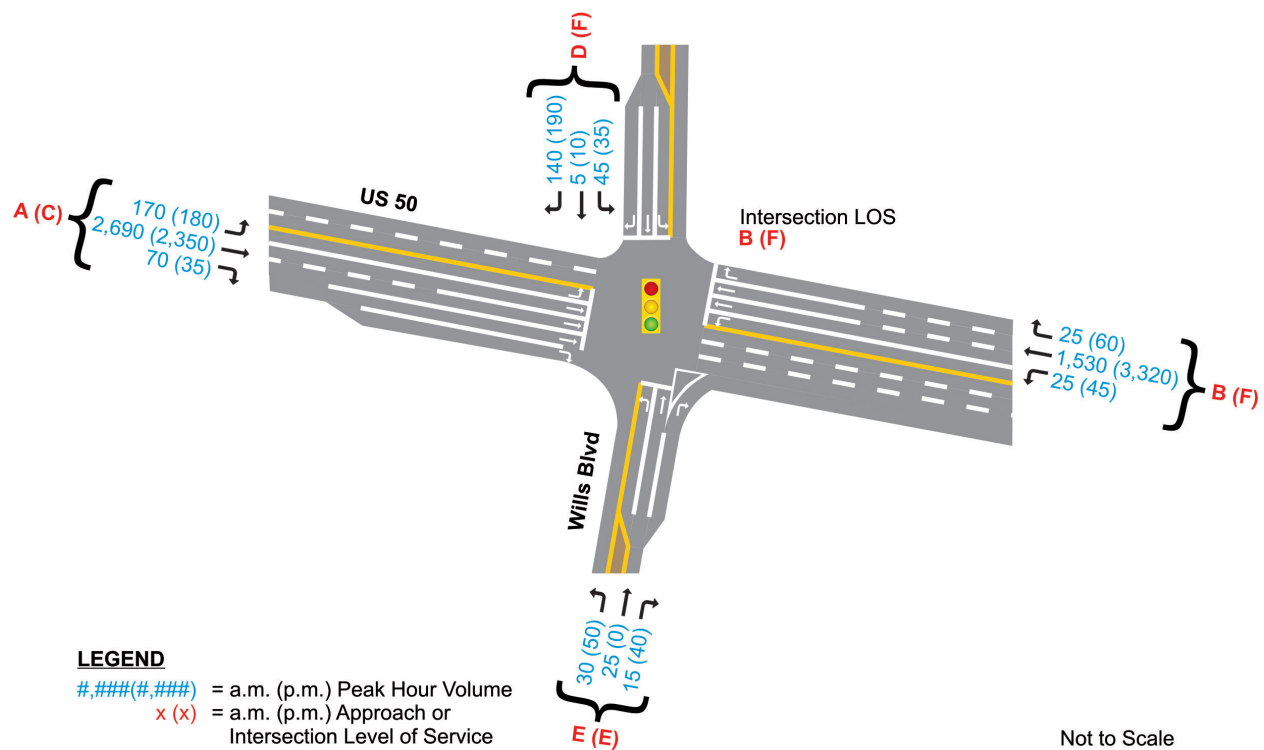 D (F)
140 (190)
5 (10)
45 (35)
US 50
A (C)
170 (180)
2,690 (2,350)
70 (35)
Intersection LOS
B (F)
25 (60)
1,530 (3,320)
25 (45)
B (F)
Wills Blvd
30 (50)
25 (0)
15 (40)
E (E)
LEGEND
#,###(#,###) = a.m. (p.m.) Peak Hour Volume
x (x) = a.m. (p.m.) Approach or
Intersection Level of Service
Not to Scale